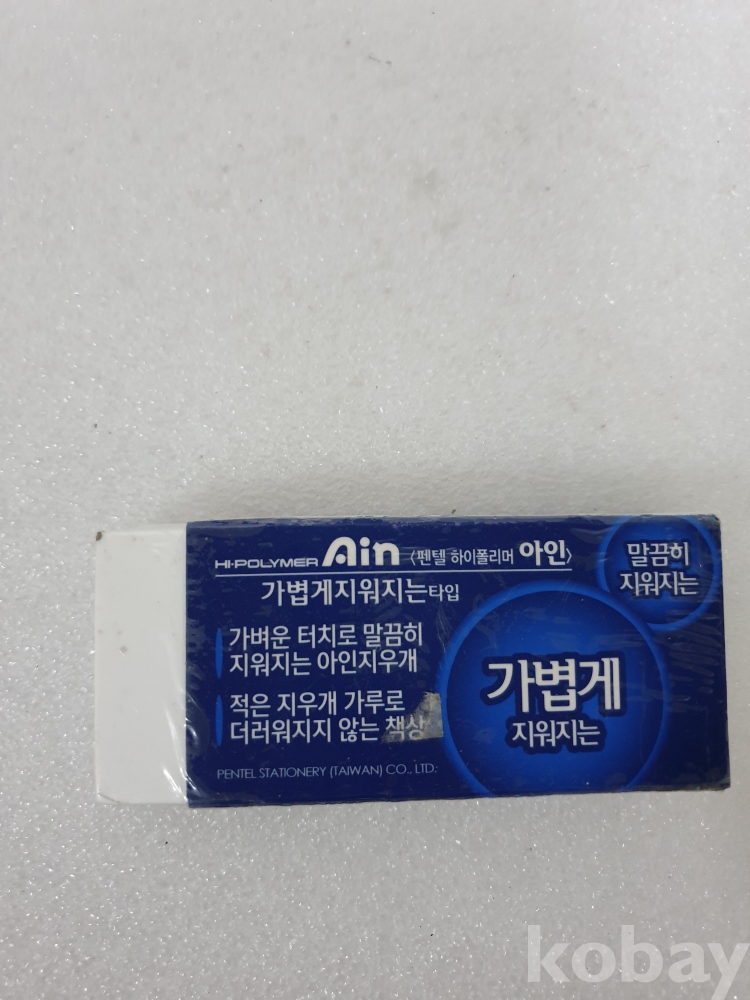 HI-POLYMER Ain 〈펜텔 하이폴리머 아인〉
가볍게지워지는타입
가벼운 터치로 말끔히
지워지는 아인지우개
적은 지우개 가루로
더러워지지 않는 책상
PENTEL STATIONERY (TAIWAN) CO., LTD.
말끔히
지워지는
가볍게
지워지는
kobay